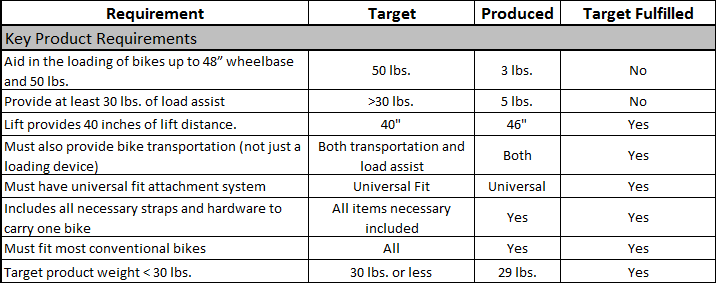 Requirement Target Produced Target Fulfilled
Key Product Requirements
Aid in the loading of bikes up to 48” wheelbase
and 50 lbs. 50 lbs. 3 lbs. No
Provide at least 30 lbs. of load assist >30 lbs. 5 lbs. No
Lift provides 40 inches of lift distance. 40" 46" Yes
Must also provide bike transportation (not just a
loading device) Both transportation and
load assist Both Yes
Must have universal fit attachment system Universal Fit Universal Yes
Includes all necessary straps and hardware to
carry one bike All items necessary
included Yes Yes
Must fit most conventional bikes All Yes Yes
Target product weight < 30 lbs. 30 lbs. or less 29 lbs. Yes